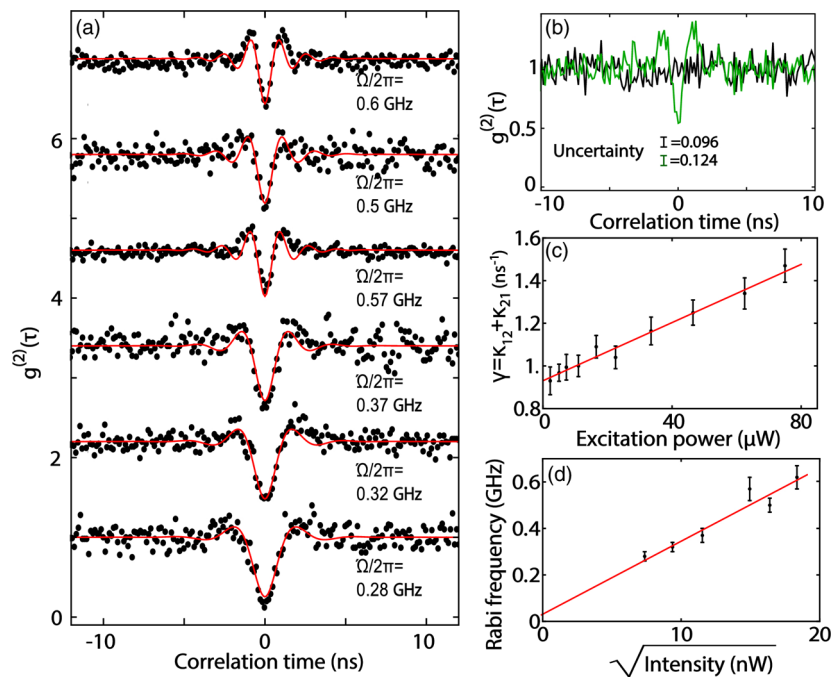 (a)
g(2)(τ)
6
4
2
0
Ω/2π=
0.6 GHz
Ω/2π=
0.5 GHz
Ω/2π=
0.57 GHz
Ω/2π=
0.37 GHz
Ω/2π=
0.32 GHz
Ω/2π=
0.28 GHz
-10 0 10
Correlation time (ns)
(b)
g(2)(τ)
1
0.5
0
Uncertainty
=0.096
=0.124
-10 0 10
Correlation time (ns)
(c)
γ=K12+K21 (ns-1)
1.6
1.4
1.2
1
0.8
0 40 80
Excitation power (μW)
(d)
Rabi frequency (GHz)
0.6
0.4
0.2
0
0 10 20
√Intensity (nW)